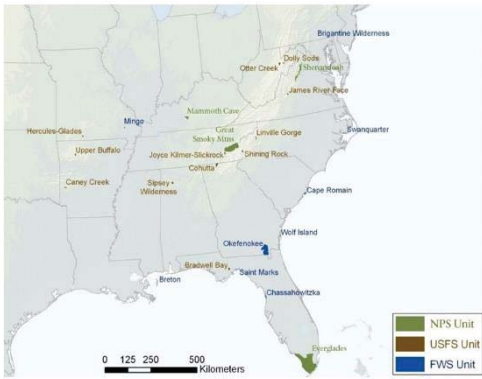 Brigantine Wilderness
Dolly Sods
Otter Creek
Shenandoah
James River Face
Mammoth Cave
Mingo
Hercules-Glades
Great
Smoky Mtns
Linville Gorge
Swanquarter
Upper Buffalo
Joyce Kilmer-Slickrock
Shining Rock
Cohutta
Caney Creek
Sipsey
Wilderness
Cape Romain
Wolf Island
Okefenokee
Bradwell Bay
Saint Marks
Breton
Chassahowitzka
Everglades
NPS Unit
USFS Unit
FWS Unit
0 125 250 500
Kilometers